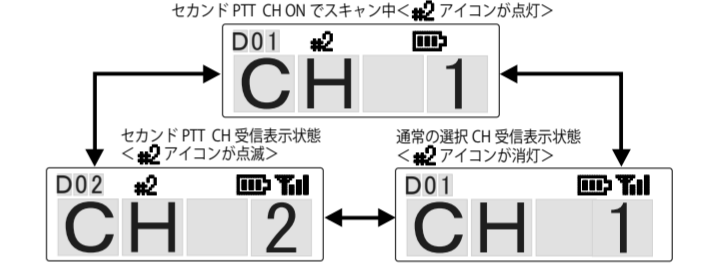 セカンド PTT CH ON でスキャン中<#2 アイコンが点灯>
D01 #2
CH 1
セカンド PTT CH 受信表示状態
<#2 アイコンが点滅>
D02 #2
CH 2
通常の選択 CH 受信表示状態
<#2 アイコンが消灯>
D01
CH 1